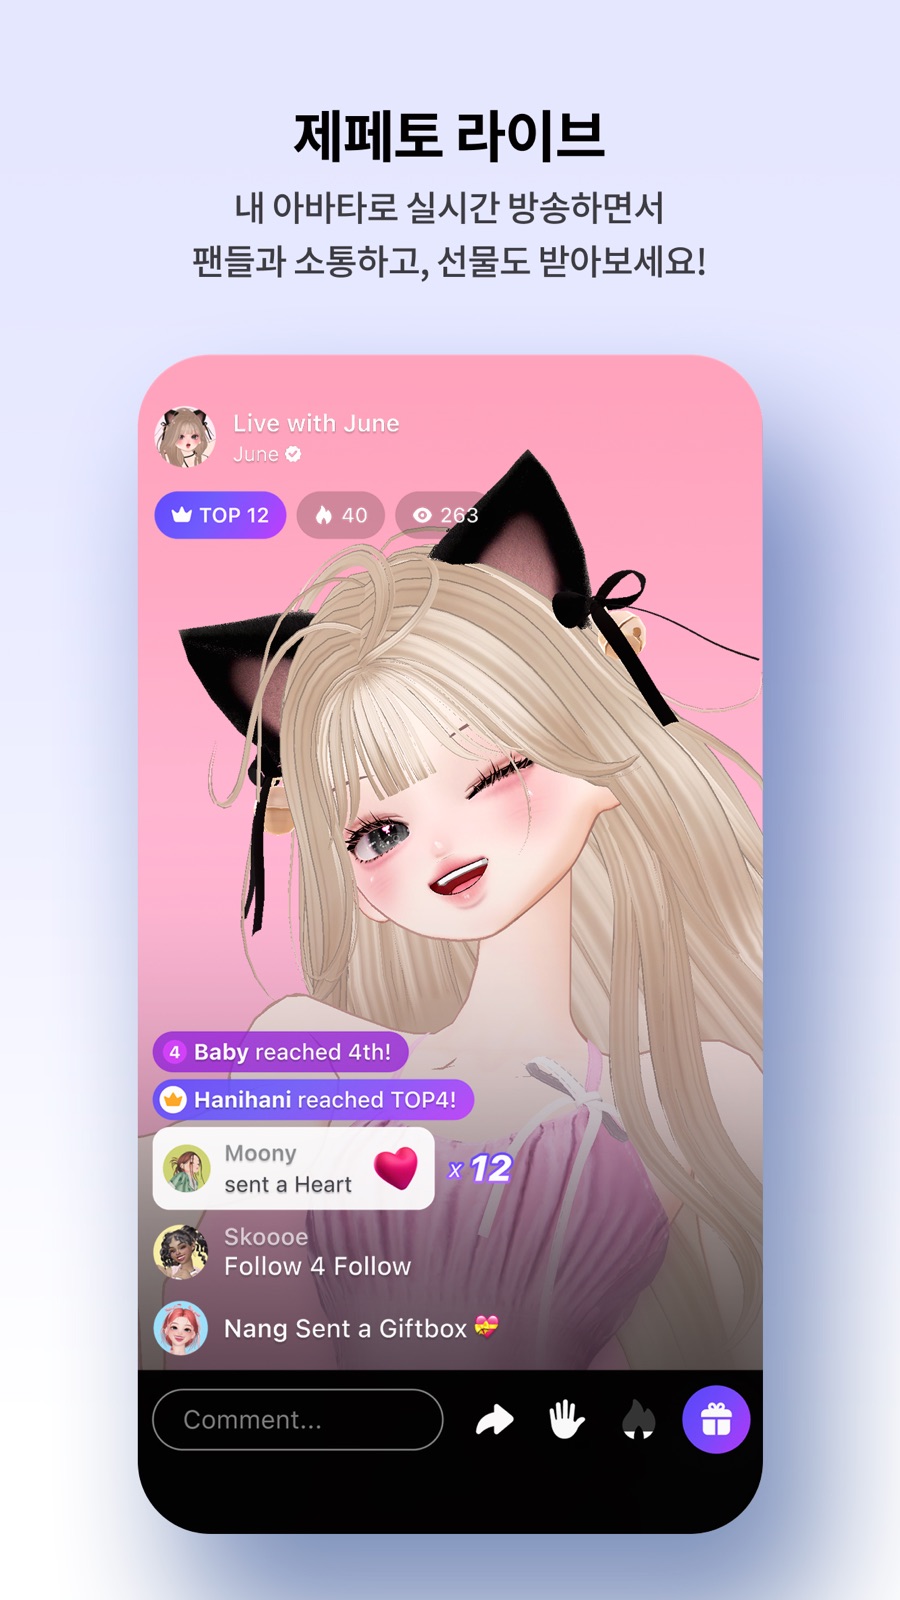 제페토 라이브
내 아바타로 실시간 방송하면서
팬들과 소통하고, 선물도 받아보세요!
Live with June
June
TOP 12
40
263
4 Baby reached 4th!
Hanihani reached TOP4!
Moony
sent a Heart
x 12
Skoooe
Follow 4 Follow
Nang Sent a Giftbox 💝
Comment...